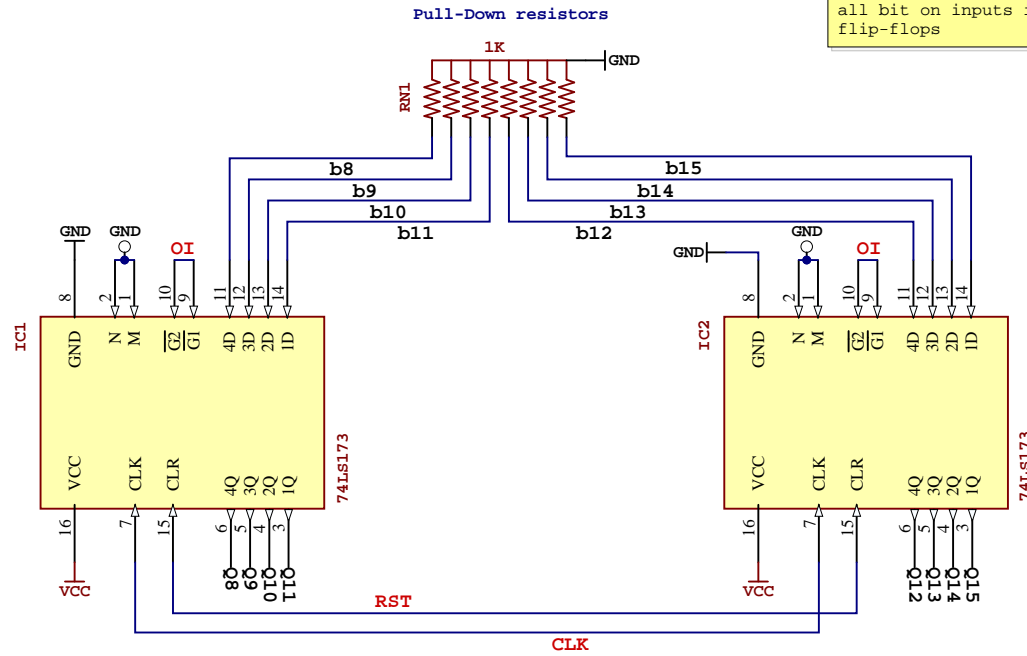 all bit on inputs
flip-flops
Pull-Down resistors
1K
GND
RN1
b8
b15
b9
b14
b10
b13
b11
b12
GND
GND
OI
GND
GND
OI
8
2
1
10
9
11
12
13
14
8
2
1
10
9
11
12
13
14
IC1
GND
N
M
G2
G1
4D
3D
2D
1D
IC2
GND
N
M
G2
G1
4D
3D
2D
1D
VCC
CLK
CLR
4Q
3Q
2Q
1Q
74LS173
VCC
CLK
CLR
4Q
3Q
2Q
1Q
74LS173
16
7
15
6
5
4
3
16
7
15
6
5
4
3
VCC
Q8
Q9
Q10
Q11
VCC
Q12
Q13
Q14
Q15
RST
CLK